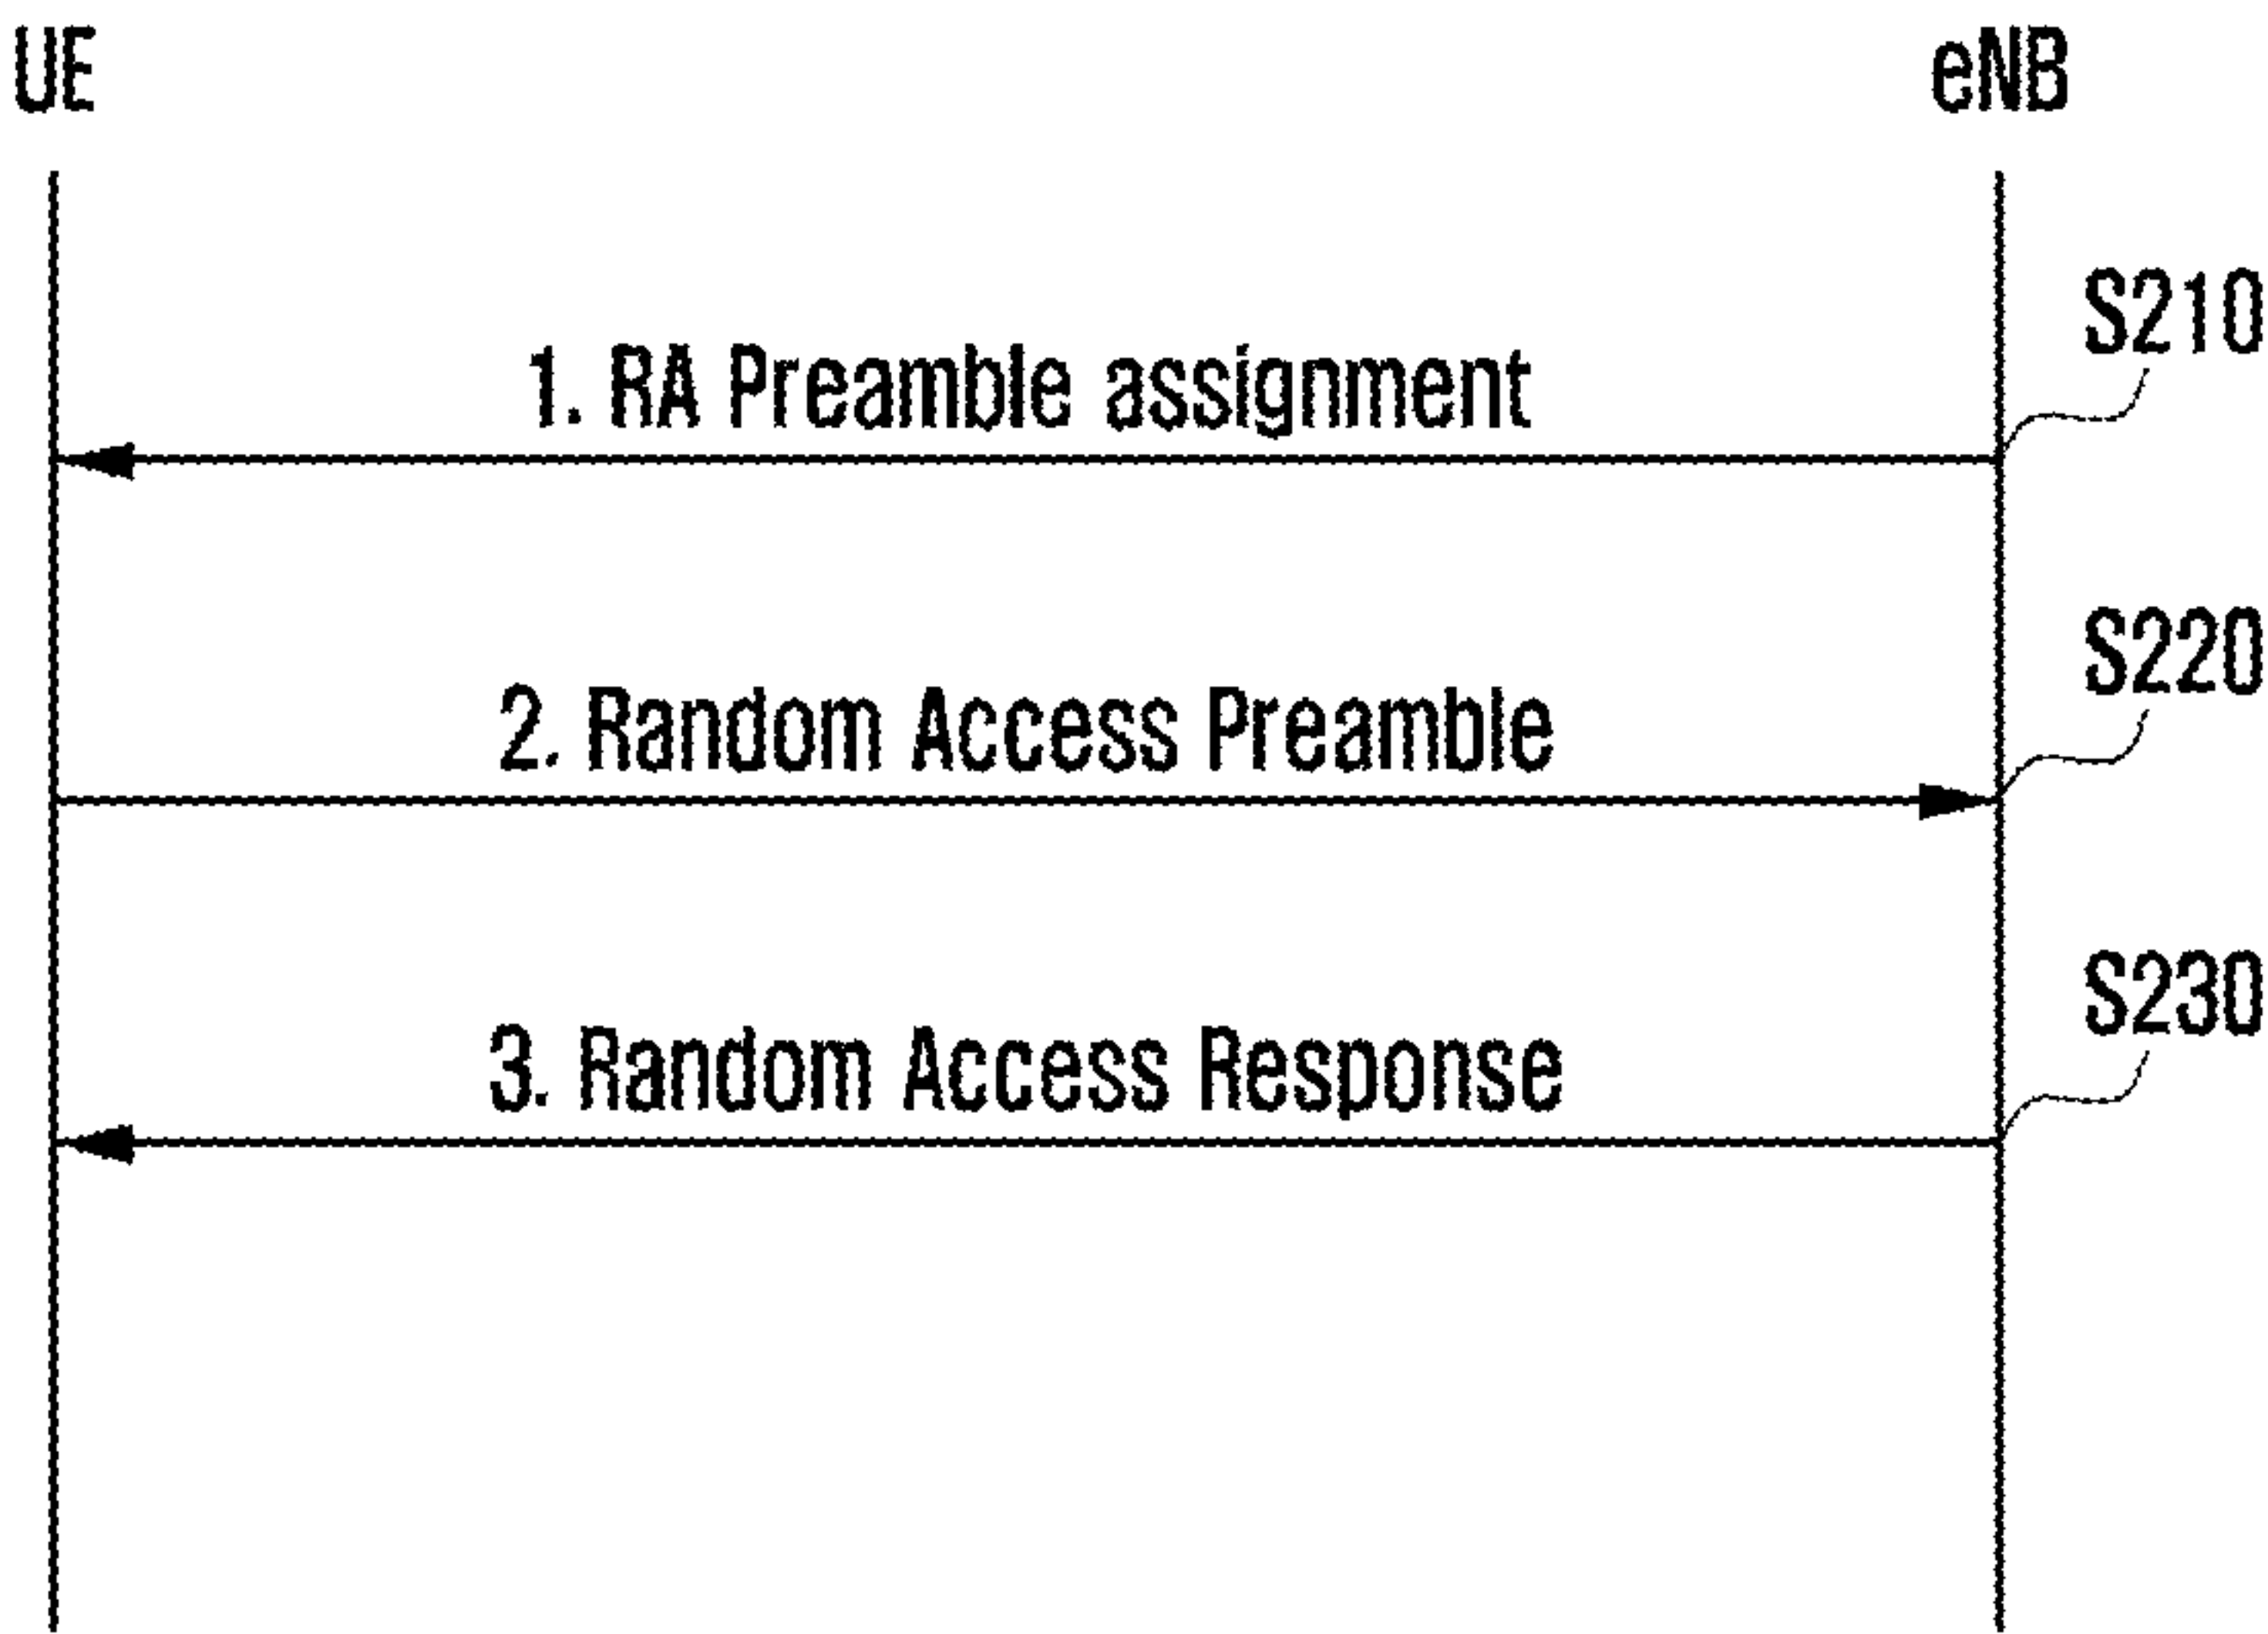 UE
eNB
S210
1. RA Preamble assignment
S220
2. Random Access Preamble
S230
3. Random Access Response